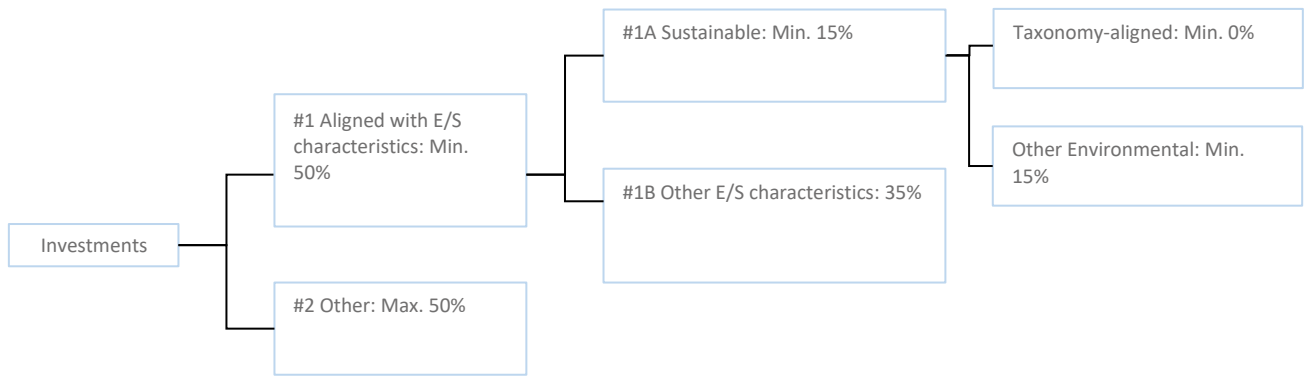 Investments
#1 Aligned with E/S
characteristics: Min.
50%
#2 Other: Max. 50%
#1A Sustainable: Min. 15%
#1B Other E/S characteristics: 35%
Taxonomy-aligned: Min. 0%
Other Environmental: Min.
15%